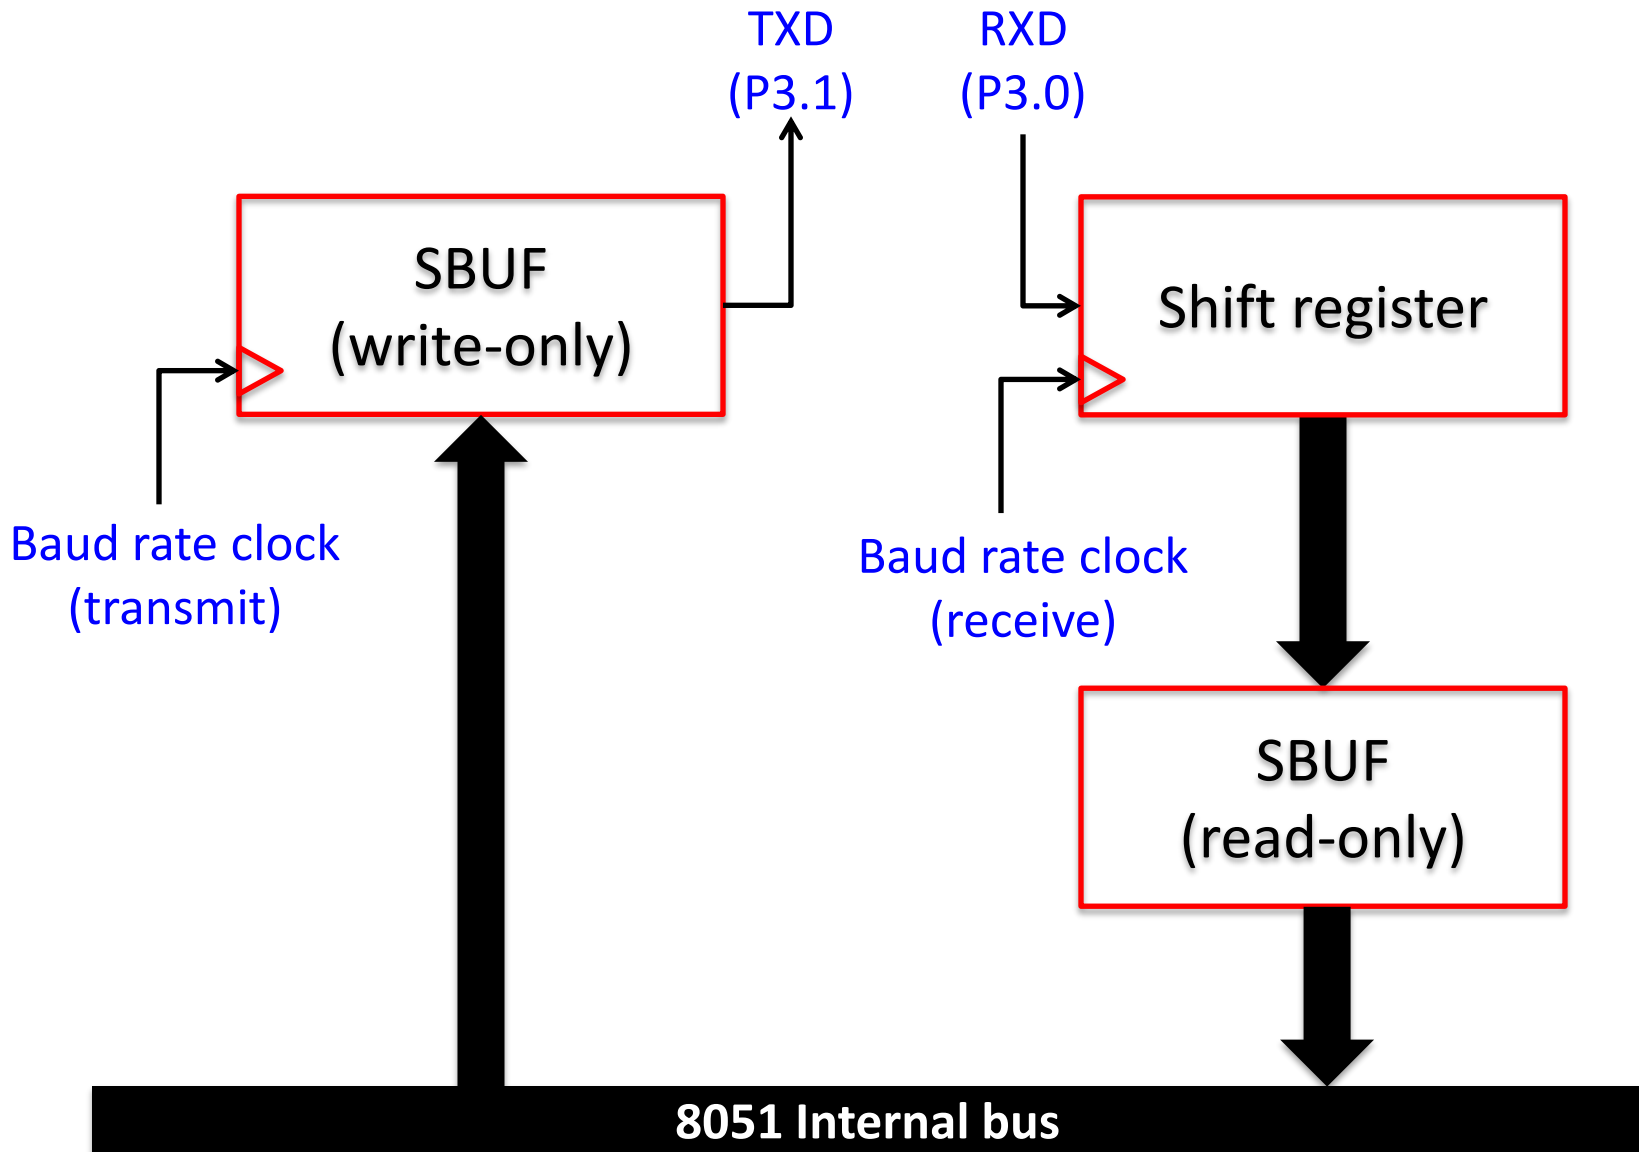 TXD
(P3.1)
RXD
(P3.0)
SBUF
(write-only)
Shift register
Baud rate clock
(transmit)
Baud rate clock
(receive)
SBUF
(read-only)
8051 Internal bus